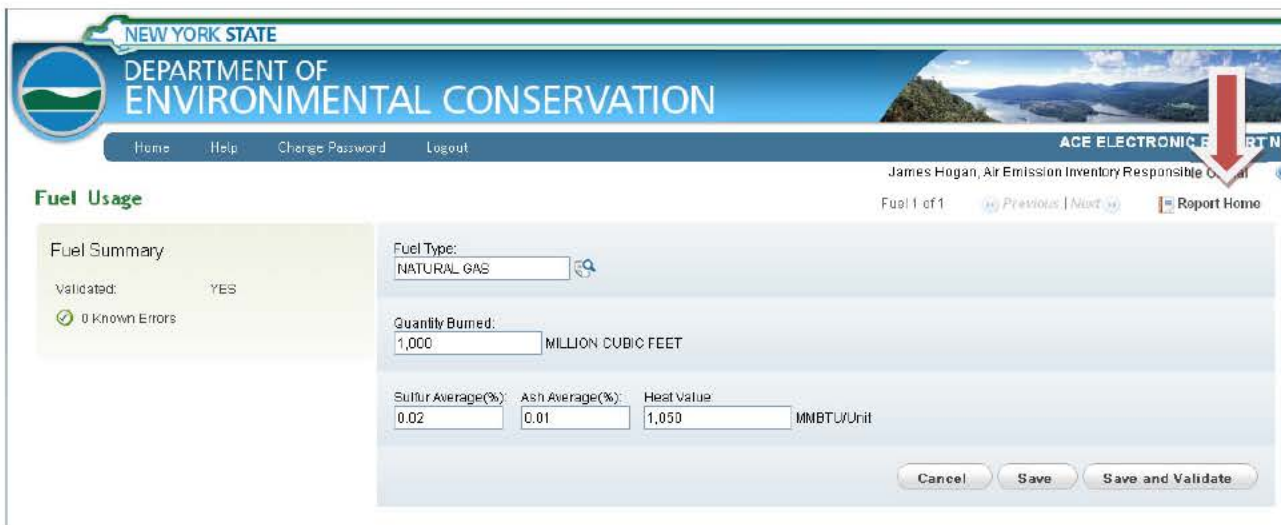 NEW YORK STATE
DEPARTMENT OF
ENVIRONMENTAL CONSERVATION
Home Help Change Password Logout
ACE ELECTRONIC
James Hogan, Air Emission Inventory Responsible
Fuel Usage
Fuel 1 of 1 Previous | Next Report Home
Fuel Summary
Validated: YES
0 Known Errors
Fuel Type:
NATURAL GAS
Quantity Burned:
1,000 MILLION CUBIC FEET
Sulfur Average(%): Ash Average(%): Heat Value
0.02 0.01 1,050 MMBTU/Unit
Cancel Save Save and Validate